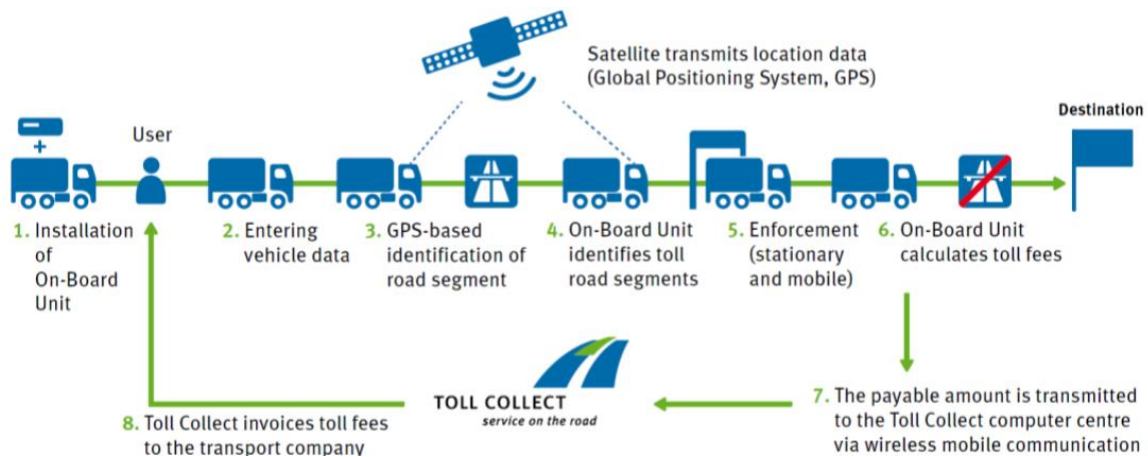 Satellite transmits location data
(Global Positioning System, GPS)
Destination
User
+
1. Installation
of
On-Board
Unit
2. Entering
vehicle data
3. GPS-based
identification of
road segment
4. On-Board Unit
identifies toll
road segments
5. Enforcement
(stationary
and mobile)
6. On-Board Unit
calculates toll fees
7. The payable amount is transmitted
to the Toll Collect computer centre
via wireless mobile communication
TOLL COLLECT
service on the road
8. Toll Collect invoices toll fees
to the transport company